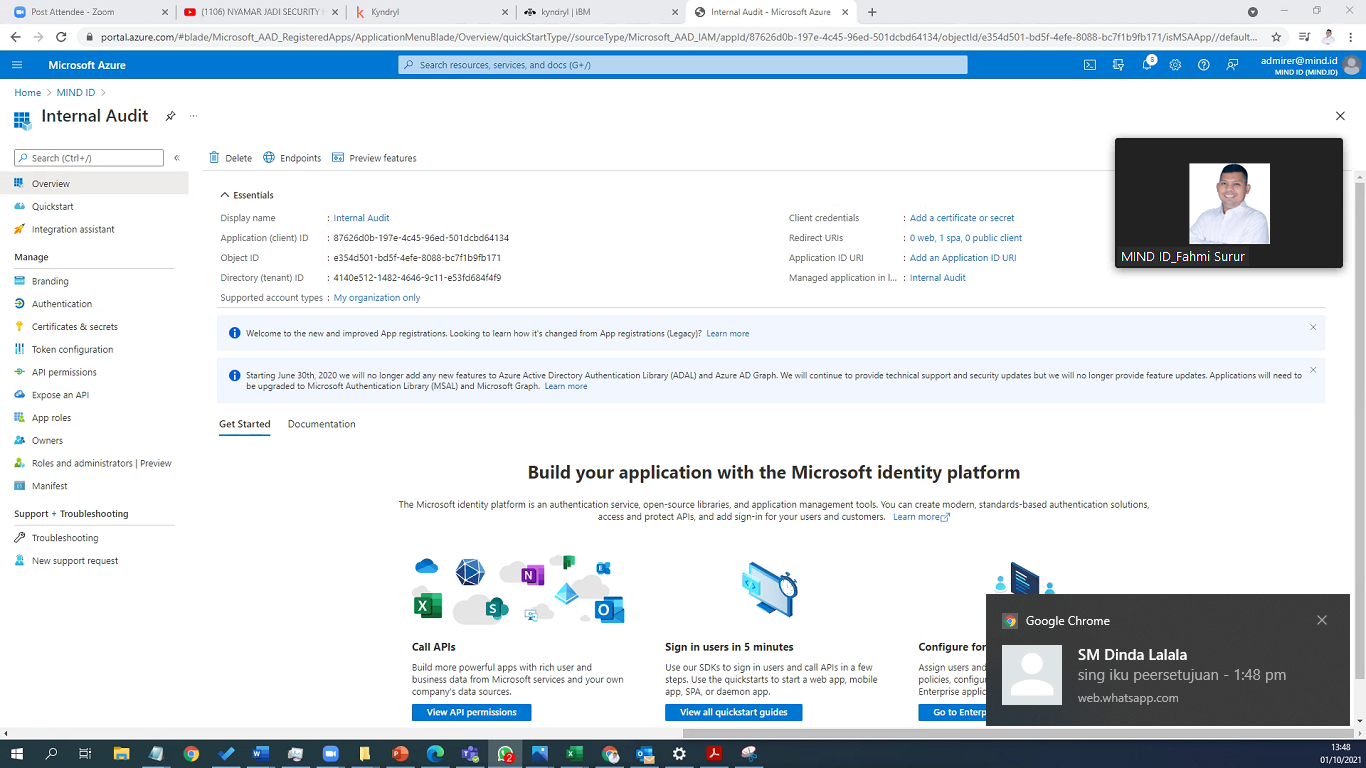 Post Attendee - Zoom
(1106) NYAMAR JADI SECURITY
Kyndryl
kyndryl | IBM
Internal Audit - Microsoft Azure
portal.azure.com/#blade/Microsoft_AAD_RegisteredApps/ApplicationMenuBlade/Overview/quickStartType//sourceType/Microsoft_AAD_IAM/appId/87626d0b-197e-4c45-96ed-501dcbd64134/objectId/e354d501-bd5f-4efe-8088-bc7f1b9fb171/isMSAApp//default...
Microsoft Azure
Search resources, services, and docs (G+/)
8
admirer@mind.id
MIND ID (MIND.ID)
Home > MIND ID >
Internal Audit
Search (Ctrl+/)
Delete
Endpoints
Preview features
Overview
Quickstart
Integration assistant
Manage
Branding
Authentication
Certificates & secrets
Token configuration
API permissions
Expose an API
App roles
Owners
Roles and administrators | Preview
Manifest
Support + Troubleshooting
Troubleshooting
New support request
Essentials
Display name : Internal Audit
Application (client) ID : 87626d0b-197e-4c45-96ed-501dcbd64134
Object ID : e354d501-bd5f-4efe-8088-bc7f1b9fb171
Directory (tenant) ID : 4140e512-1482-4646-9c11-e53fd684f4f9
Supported account types : My organization only
Client credentials : Add a certificate or secret
Redirect URIs : 0 web, 1 spa, 0 public client
Application ID URI : Add an Application ID URI
Managed application in l... : Internal Audit
MIND ID_Fahmi Surur
Welcome to the new and improved App registrations. Looking to learn how it's changed from App registrations (Legacy)? Learn more
Starting June 30th, 2020 we will no longer add any new features to Azure Active Directory Authentication Library (ADAL) and Azure AD Graph. We will continue to provide technical support and security updates but we will no longer provide feature updates. Applications will need to
be upgraded to Microsoft Authentication Library (MSAL) and Microsoft Graph. Learn more
Get Started
Documentation
Build your application with the Microsoft identity platform
The Microsoft identity platform is an authentication service, open-source libraries, and application management tools. You can create modern, standards-based authentication solutions,
access and protect APIs, and add sign-in for your users and customers. Learn more
Call APIs
Build more powerful apps with rich user and
business data from Microsoft services and your own
company's data sources.
View API permissions
Sign in users in 5 minutes
Use our SDKs to sign in users and call APIs in a few
steps. Use the quickstarts to start a web app, mobile
app, SPA, or daemon app.
View all quickstart guides
Configure for
Assign users and
policies, configu
Enterprise applic
Go to Enterp
Google Chrome
SM Dinda Lalala
sing iku peersetujuan - 1:48 pm
web.whatsapp.com
2
13:48
01/10/2021